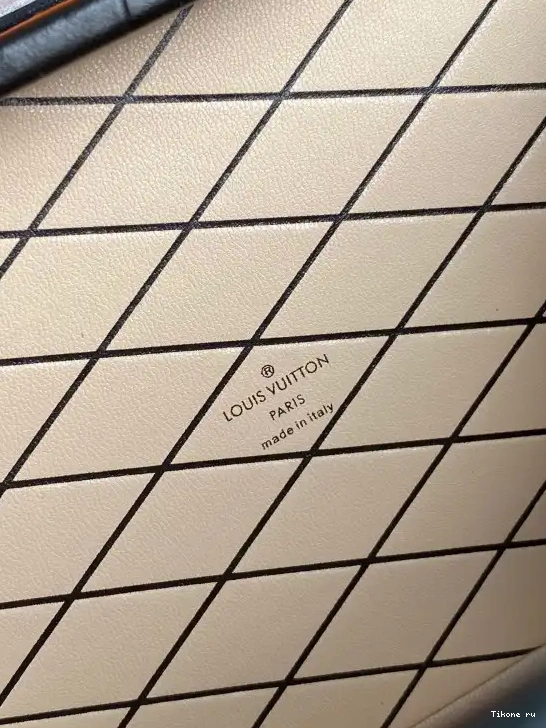 ®
LOUIS VUITTON
PARIS
made in italy
Tikone ru